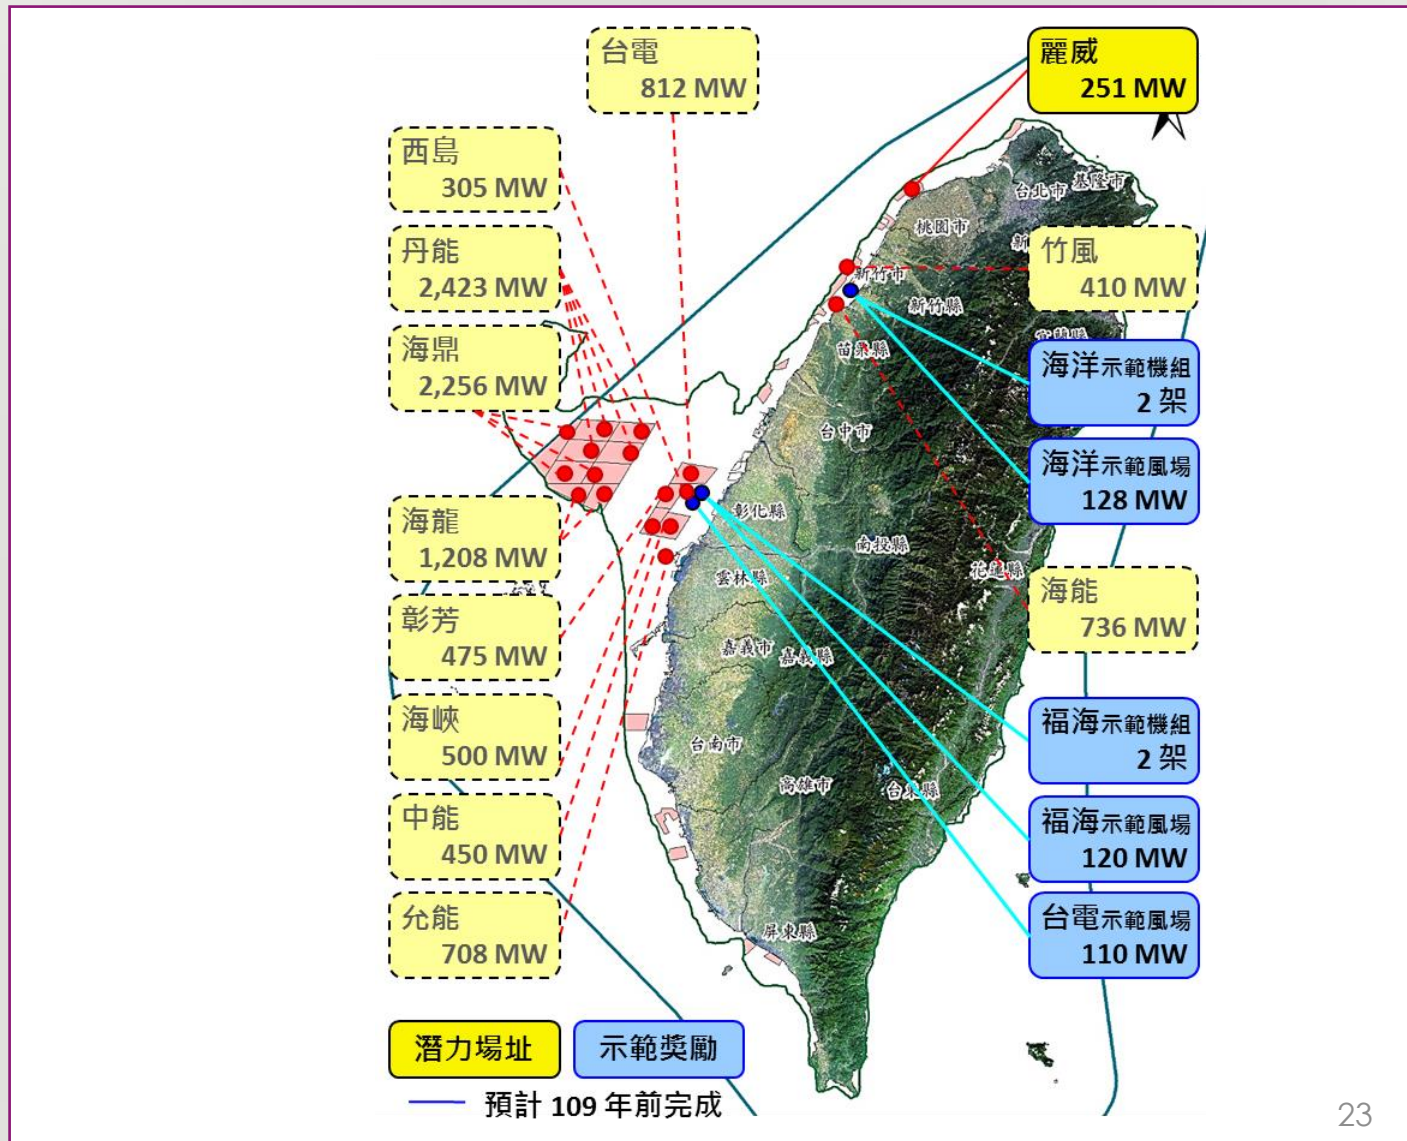 台電
812 MW
麗威
251 MW
西島
305 MW
丹能
2,423 MW
海鼎
2,256 MW
海龍
1,208 MW
彰芳
475 MW
海峽
500 MW
中能
450 MW
允能
708 MW
竹風
410 MW
海洋示範機組
2 架
海洋示範風場
128 MW
海能
736 MW
福海示範機組
2 架
福海示範風場
120 MW
台電示範風場
110 MW
基隆市
台北市
桃園市
新
新竹市
新竹縣
宜蘭縣
苗栗縣
台中市
彰化縣
南投縣
花蓮縣
雲林縣
嘉義市
嘉義縣
台南市
高雄市
台東縣
屏東縣
潛力場址
示範獎勵
預計 109 年前完成
23